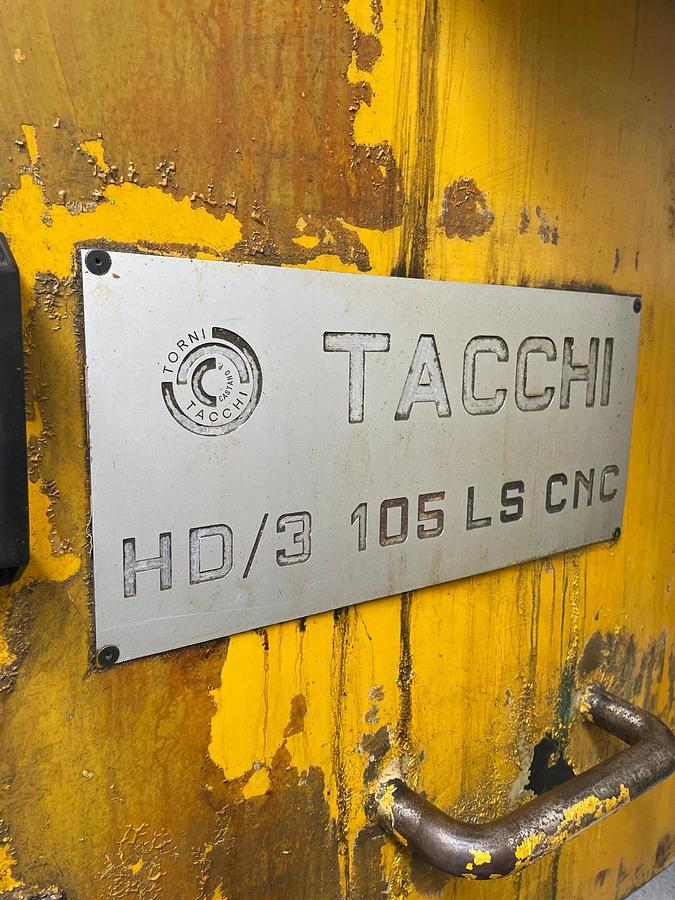 TORNI
TACCHI
CASTANO P.
TACCHI
HD/3 105 LS CNC